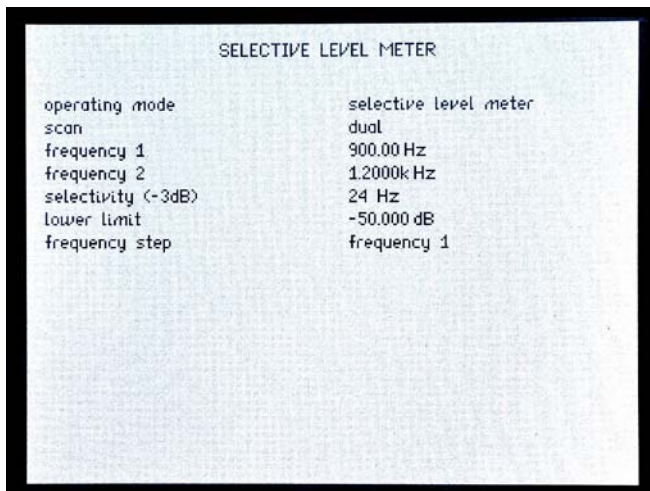 SELECTIVE LEVEL METER
operating mode selective level meter
scan dual
frequency 1 900.00 Hz
frequency 2 1.2000k Hz
selectivity (-3dB) 24 Hz
lower limit -50.000 dB
frequency step frequency 1